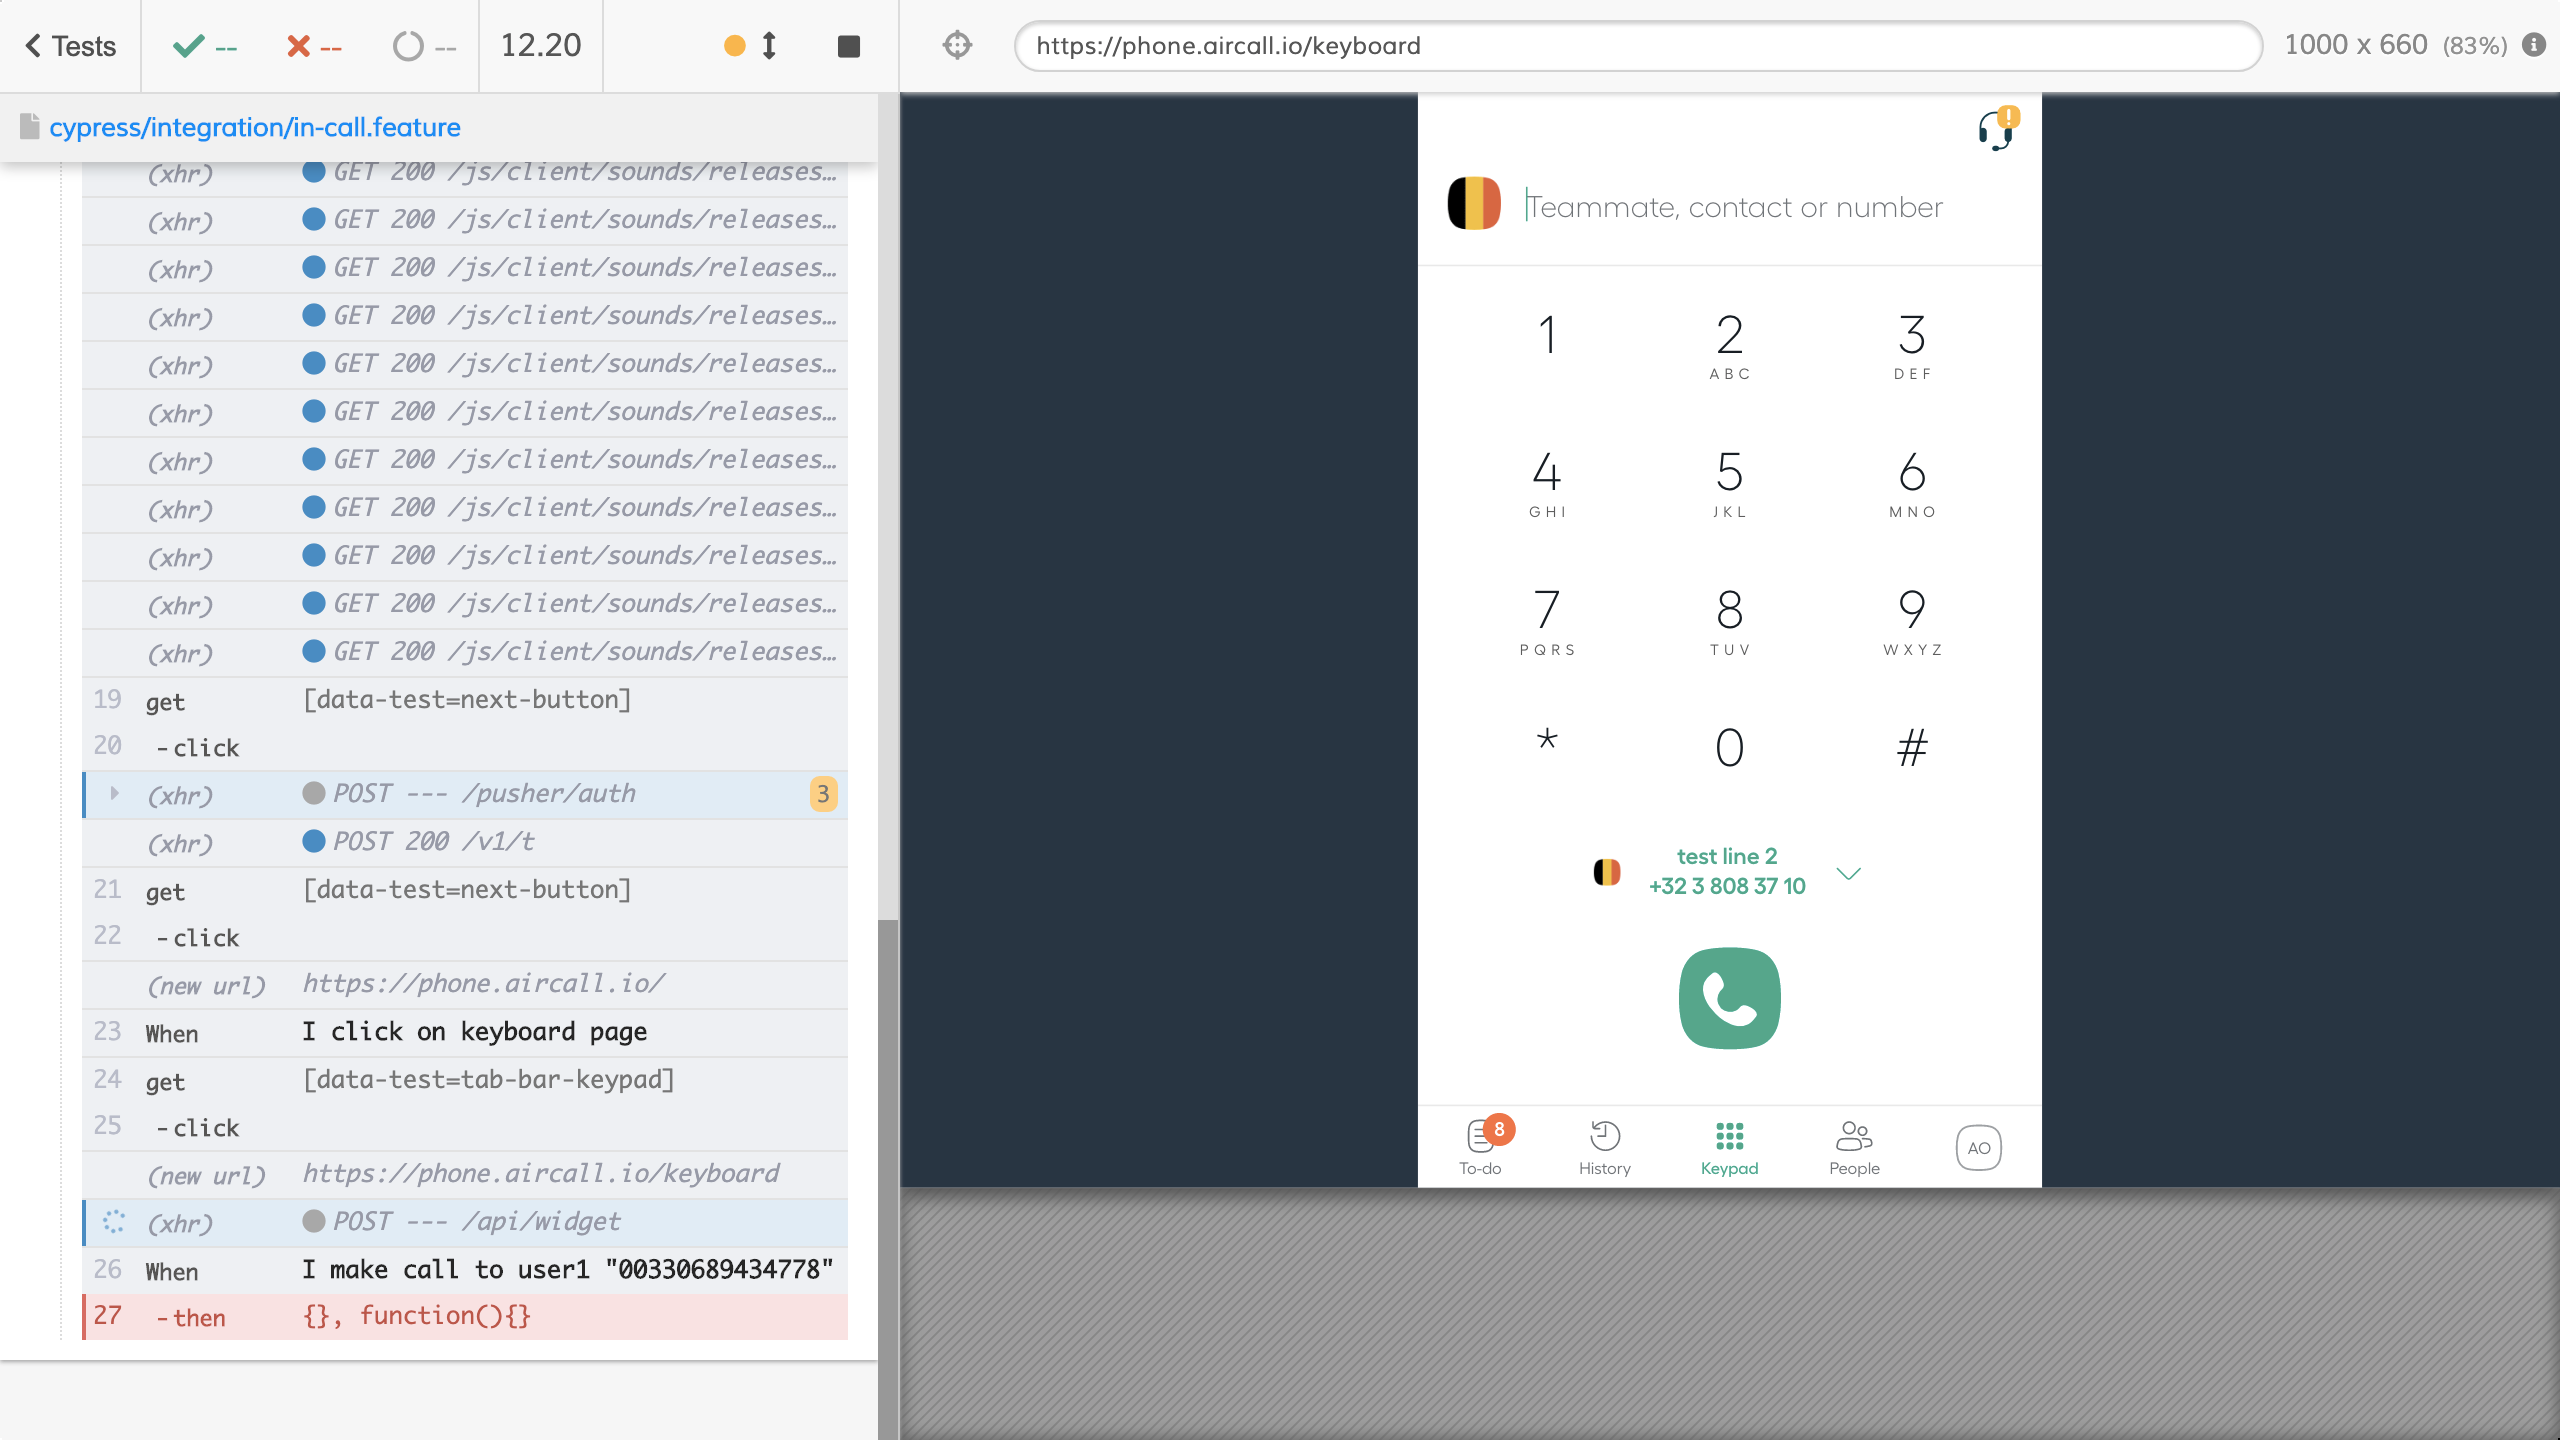 Tests
--
--
--
12.20
https://phone.aircall.io/keyboard
1000 x 660 (83%)
cypress/integration/in-call.feature
(xhr) GET 200 /js/client/sounds/releases…
(xhr) GET 200 /js/client/sounds/releases…
(xhr) GET 200 /js/client/sounds/releases…
(xhr) GET 200 /js/client/sounds/releases…
(xhr) GET 200 /js/client/sounds/releases…
(xhr) GET 200 /js/client/sounds/releases…
(xhr) GET 200 /js/client/sounds/releases…
(xhr) GET 200 /js/client/sounds/releases…
(xhr) GET 200 /js/client/sounds/releases…
(xhr) GET 200 /js/client/sounds/releases…
(xhr) GET 200 /js/client/sounds/releases…
19 get [data-test=next-button]
20 -click
(xhr) POST --- /pusher/auth 3
(xhr) POST 200 /v1/t
21 get [data-test=next-button]
22 -click
(new url) https://phone.aircall.io/
23 When I click on keyboard page
24 get [data-test=tab-bar-keypad]
25 -click
(new url) https://phone.aircall.io/keyboard
(xhr) POST --- /api/widget
26 When I make call to user1 "00330689434778"
27 -then {}, function(){}
!
Teammate, contact or number
1 2 3
ABC DEF
4 5 6
GHI JKL MNO
7 8 9
PQRS TUV WXYZ
* 0 #
test line 2
+32 3 808 37 10
8
To-do History Keypad People AO